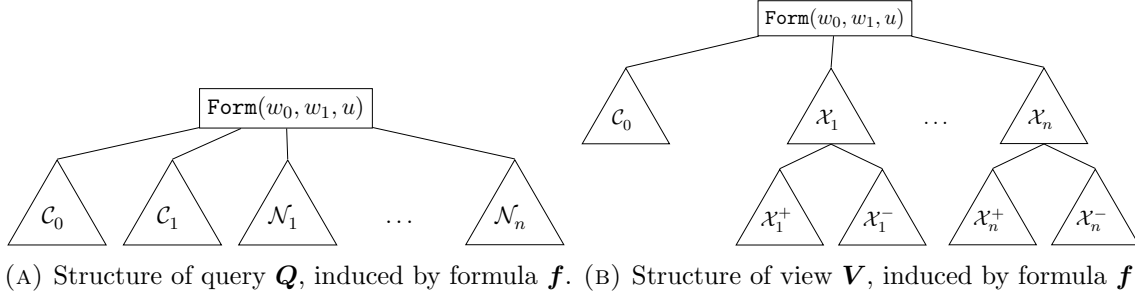 Form(w₀, w₁, u)
𝒞₀ 𝒞₁ 𝒩₁ ... 𝒩ₙ
(A) Structure of query Q, induced by formula f.
Form(w₀, w₁, u)
𝒞₀ 𝒳₁ ... 𝒳ₙ
𝒳₁⁺ 𝒳₁⁻ 𝒳ₙ⁺ 𝒳ₙ⁻
(B) Structure of view V, induced by formula f